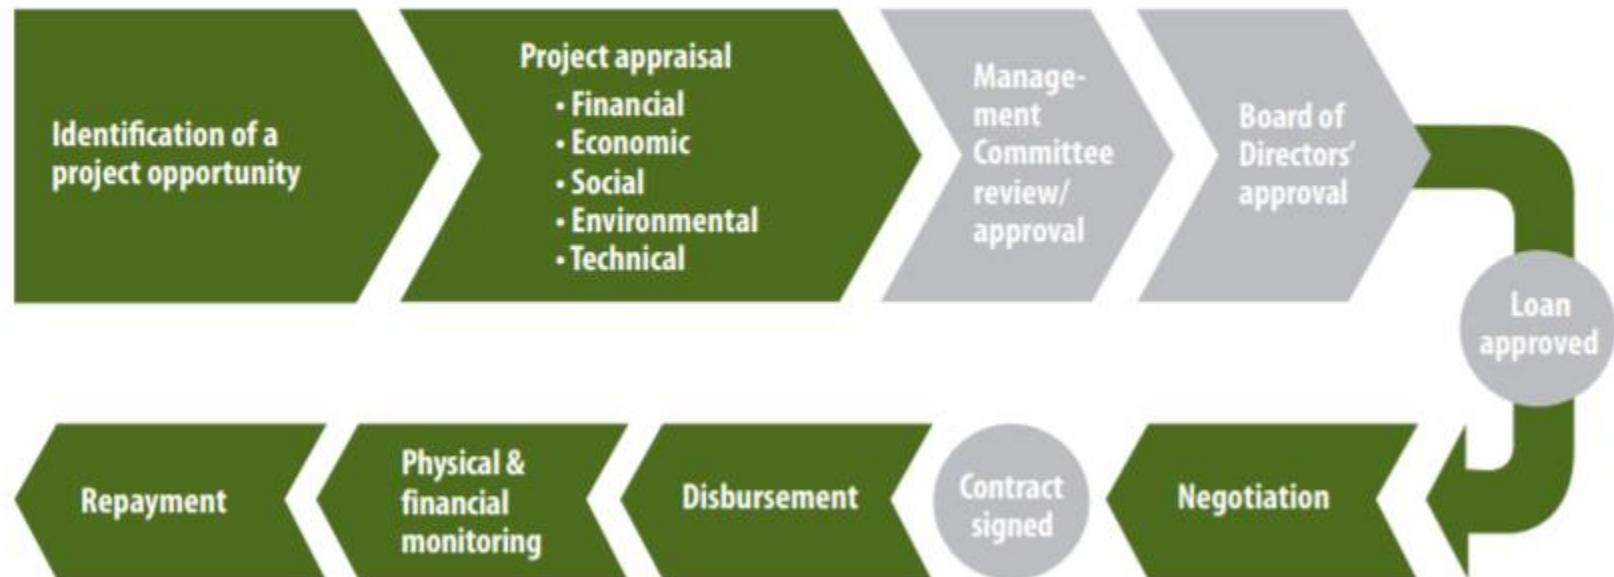 Identification of a
project opportunity
Project appraisal
• Financial
• Economic
• Social
• Environmental
• Technical
Manage-
ment
Committee
review/
approval
Board of
Directors'
approval
Loan
approved
Negotiation
Contract
signed
Disbursement
Physical &
financial
monitoring
Repayment